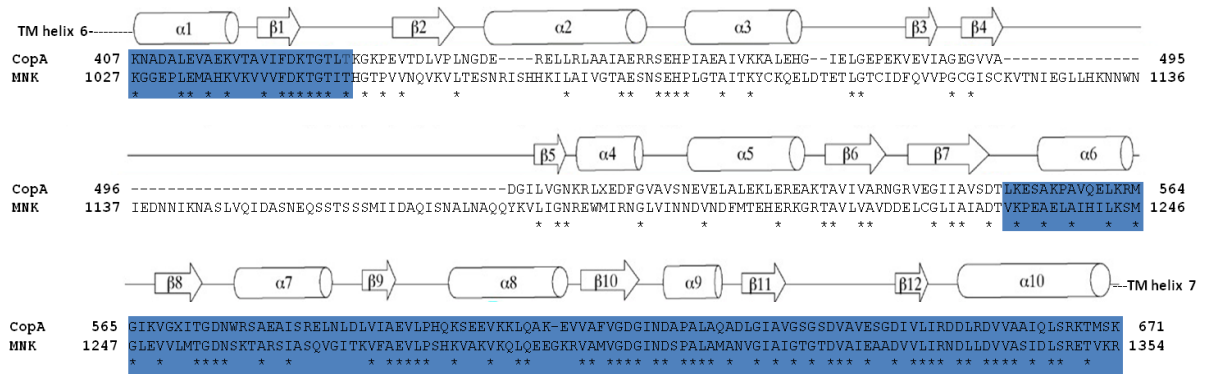 α1 β1 β2 α2 α3 β3 β4
TM helix 6
CopA 407 KNADALEVAEKVTAVIFDKTGTLTKGKPEVTDLVPLNGDE----RELLRLAAIAERRSEHPIAEAIVKKALEHG--IELGEPEKVEVIAGEGVVA--------------- 495
MNK 1027 KGGEPLEMAHKVKVVVFDKTGTITHGTPVVNQVKVLTESNRISHHKILAIVGTAESNSEHPLGTAITKYCKQELDTETLGTCIDFQVVPGCGISCKVTNIEGLLHKNNWN 1136
* ** * * * ****** * * * * * * ** **** * * ** * *
β5 α4 α5 β6 β7 α6
CopA 496 -----------------------------------------DGILVGNKRLXEDFGVAVSNEVELALEKLEREAKTAVIVARNGRVEGIIAVSDTLKESAKPAVQELKRM 564
MNK 1137 IEDNNIKNASLVQIDASNEQSSTSSSMIIDAQISNALNAQQYKVLIGNREWMIRNGLVINNDVNDFMTEHERKGRTAVLVAVDDELCGLIAIADTVKPEAELAIHILKSM 1246
* ** * * ** *** ** * ** ** * * * * *
β8 α7 β9 α8 β10 α9 β11 β12 α10
TM helix 7
CopA 565 GIKVGXITGDNWRSAEAISRELNLDLVIAEVLPHQKSEEVKKLQAK-EVVAFVGDGINDAPALAQADLGIAVGSGSDVAVESGDIVLIRDDLRDVVAAIQLSRKTMSK 671
MNK 1247 GLEVVLMTGDNSKTARSIASQVGITKVFAEVLPSHKVAKVKQLQEEGKRVAMVGDGINDSPALAMANVGIAIGTGTDVAIEAADVVLIRNDLLDVVASIDLSRETVKR 1354
* * **** * * * ***** * ** ** ** ****** **** * *** * * *** * * **** ** **** * *** *